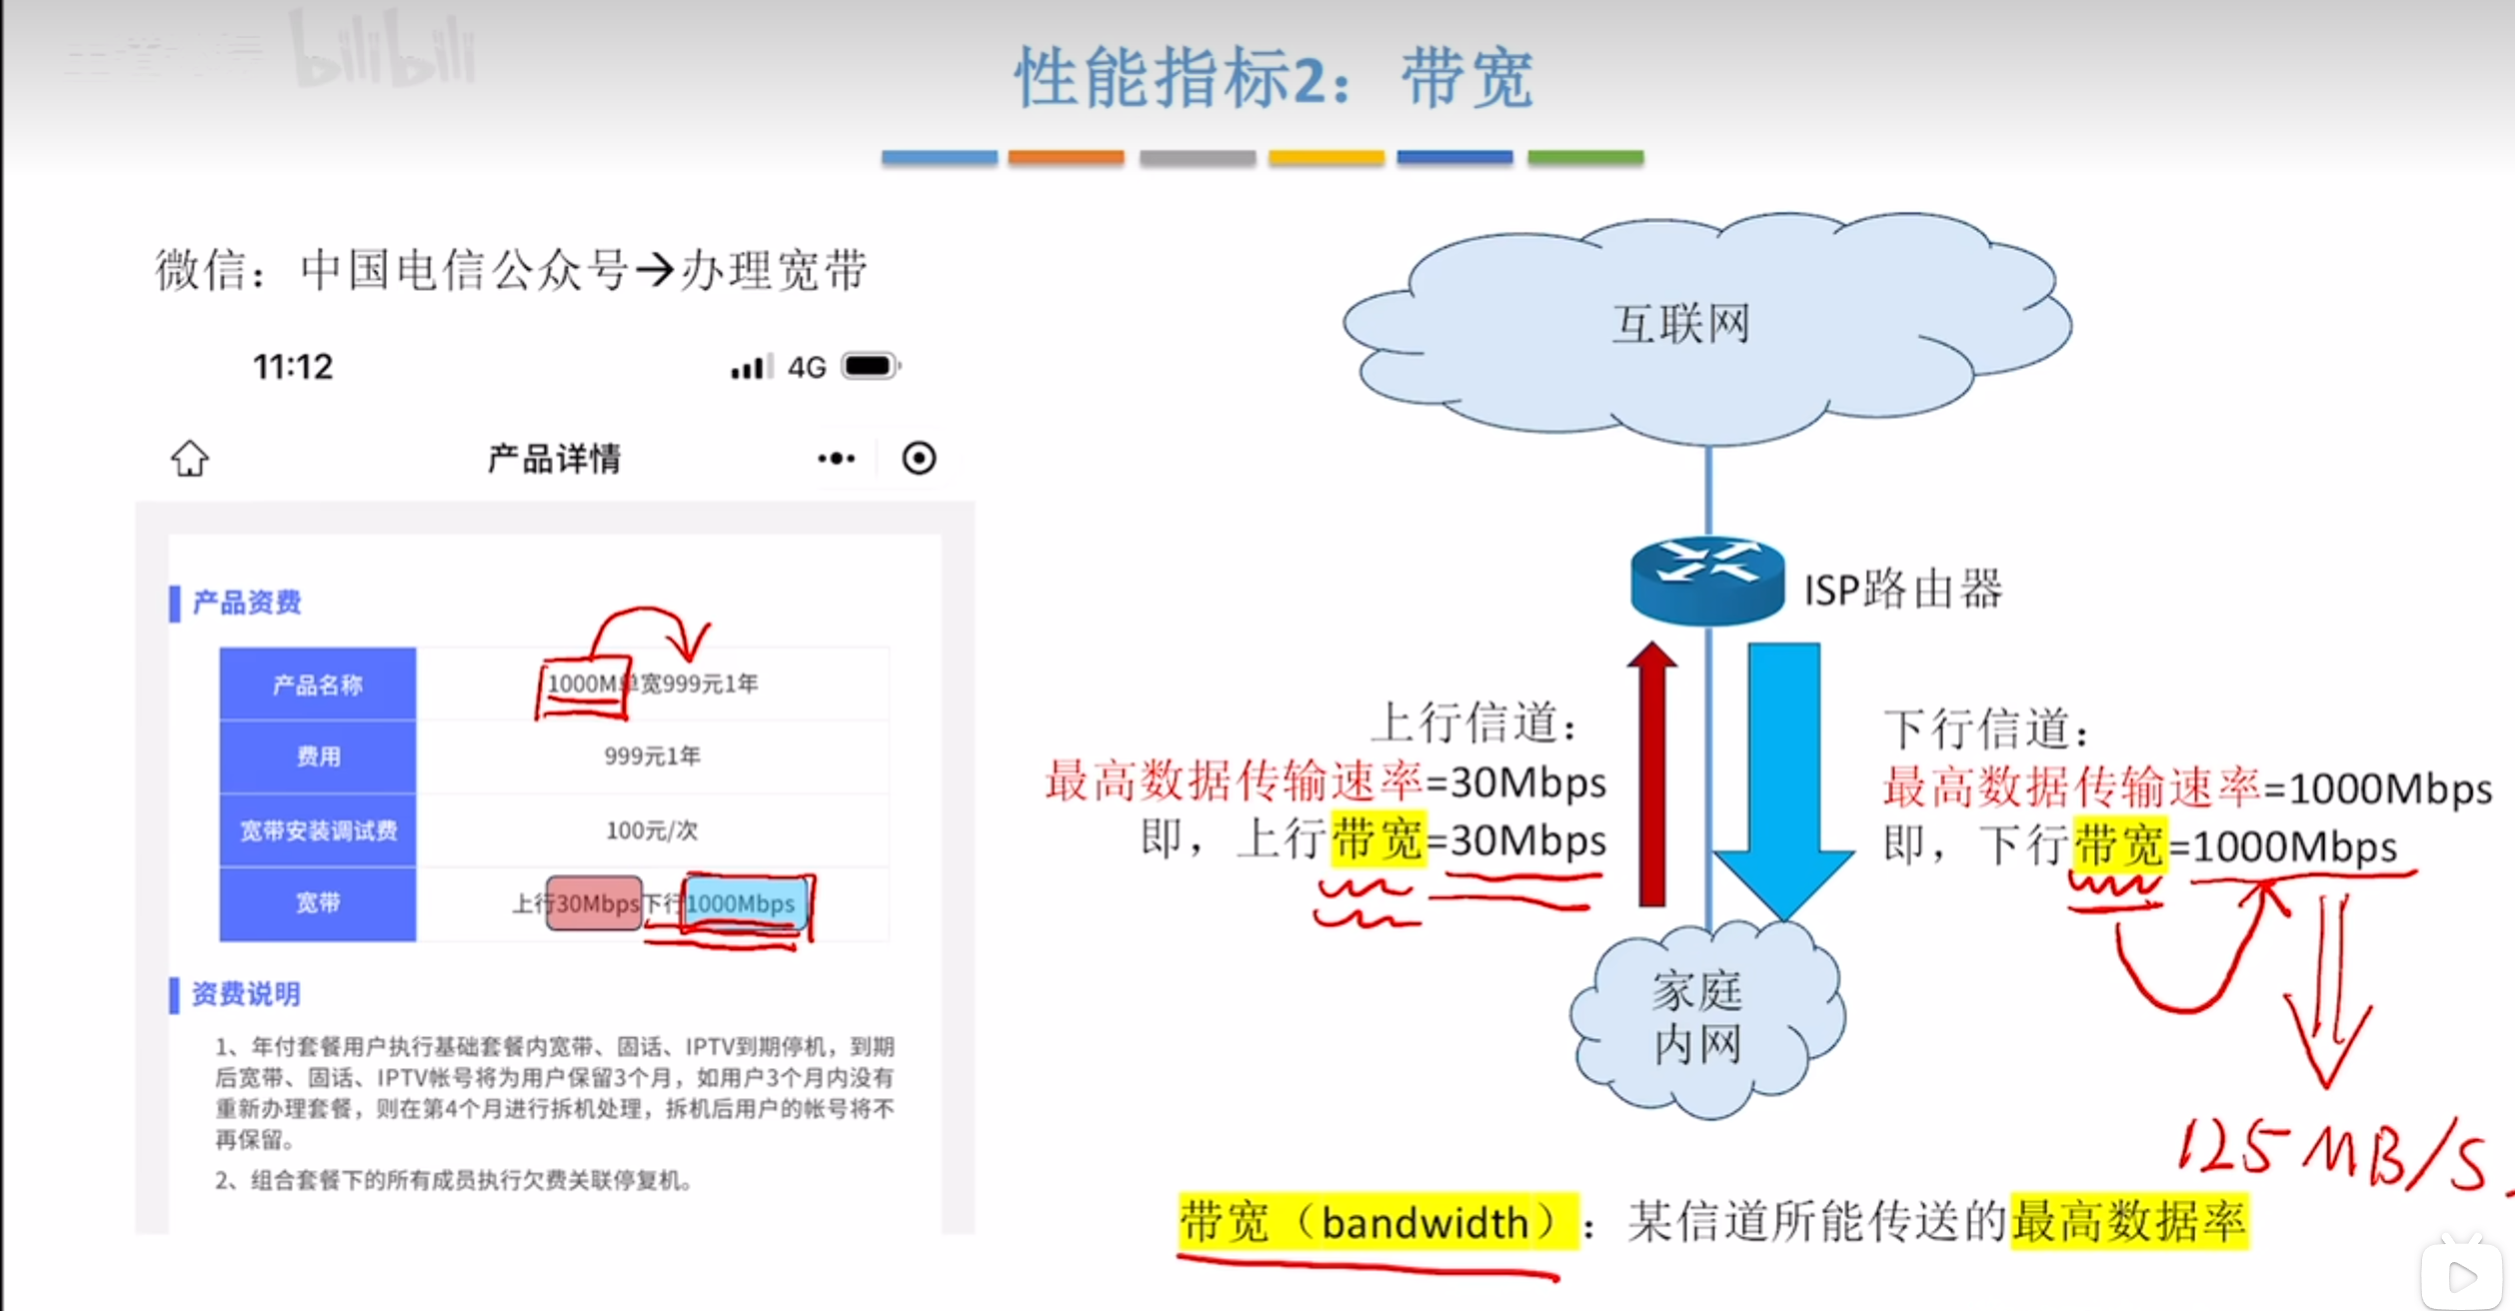 bilibili
性能指标2：带宽
微信：中国电信公众号→办理宽带
11:12
4G
产品详情
产品资费
产品名称
1000M单宽999元1年
费用
999元1年
宽带安装调试费
100元/次
宽带
上行30Mbps下行1000Mbps
资费说明
1、年付套餐用户执行基础套餐内宽带、固话、IPTV到期停机，到期
后宽带、固话、IPTV帐号将为用户保留3个月，如用户3个月内没有
重新办理套餐，则在第4个月进行拆机处理，拆机后用户的帐号将不
再保留。
2、组合套餐下的所有成员执行欠费关联停复机。
互联网
ISP路由器
上行信道：
最高数据传输速率=30Mbps
即，上行带宽=30Mbps
下行信道：
最高数据传输速率=1000Mbps
即，下行带宽=1000Mbps
家庭
内网
125MB/s
带宽（bandwidth）：某信道所能传送的最高数据率